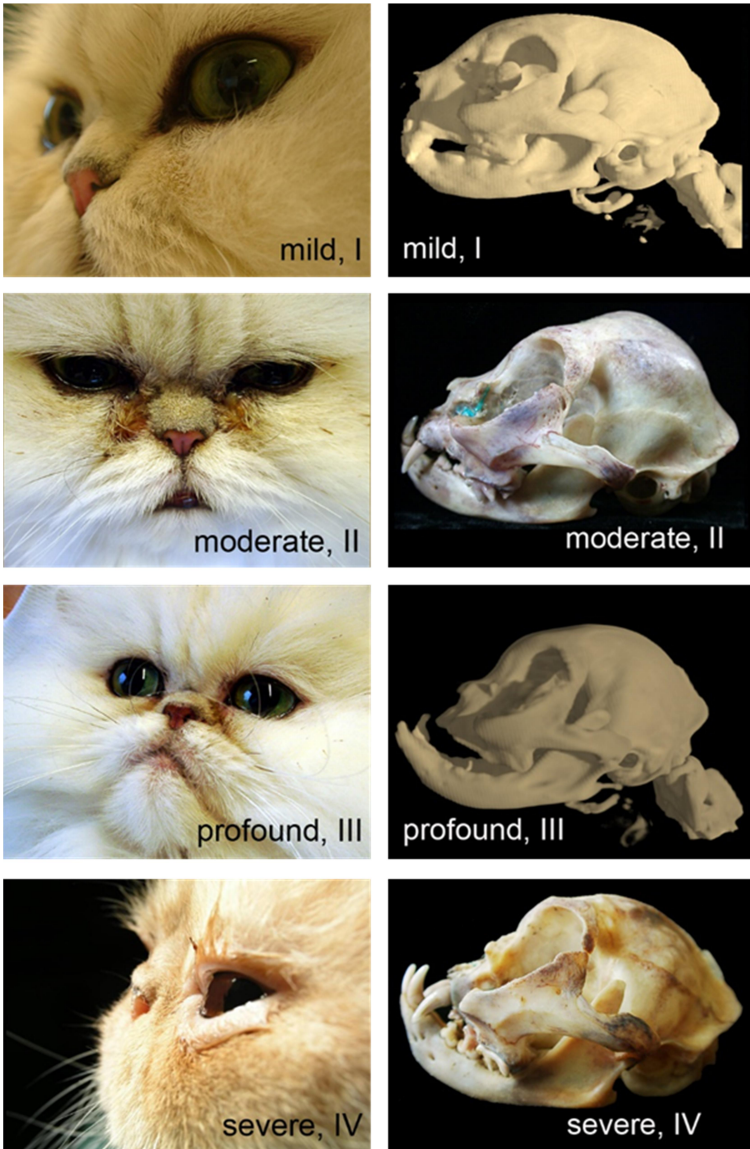 mild, I
mild, I
moderate, II
moderate, II
profound, III
profound, III
severe, IV
severe, IV